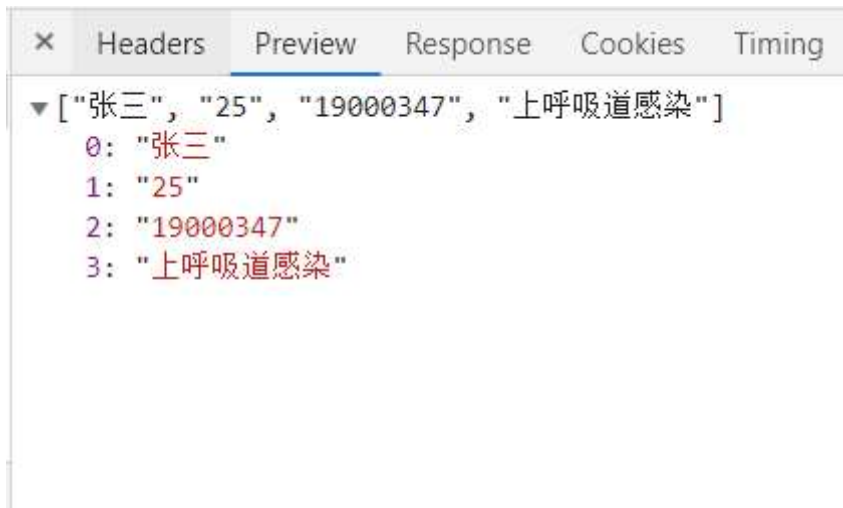 × Headers Preview Response Cookies Timing
▼["张三", "25", "19000347", "上呼吸道感染"]
0: "张三"
1: "25"
2: "19000347"
3: "上呼吸道感染"